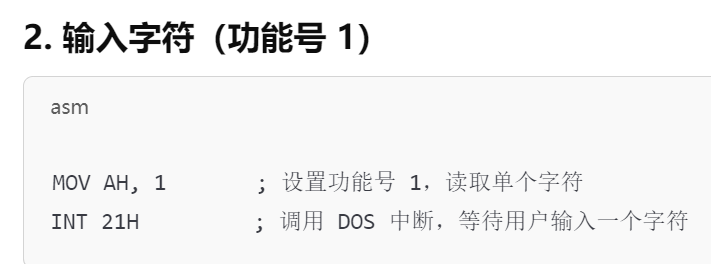 2. 输入字符（功能号 1）
asm
MOV AH, 1       ; 设置功能号 1，读取单个字符
INT 21H         ; 调用 DOS 中断，等待用户输入一个字符